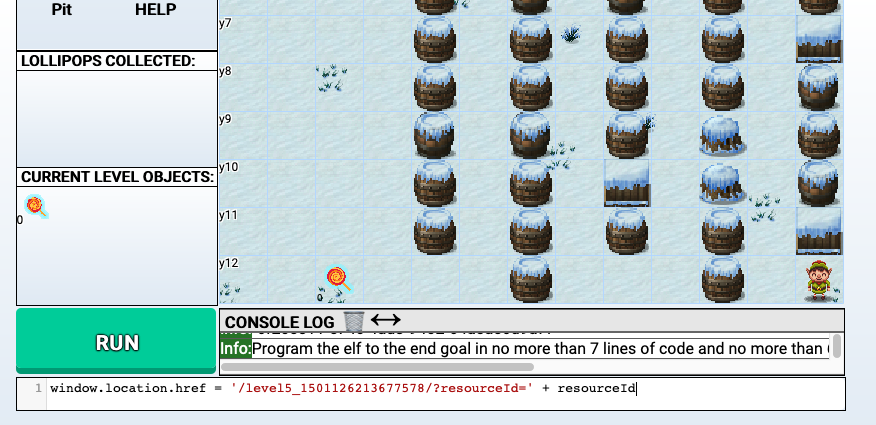 Pit HELP
LOLLIPOPS COLLECTED:
CURRENT LEVEL OBJECTS:
0
RUN
y7
y8
y9
y10
y11
y12
0
CONSOLE LOG
Info:Program the elf to the end goal in no more than 7 lines of code and no more than
1 window.location.href = '/level5_1501126213677578/?resourceId=' + resourceId